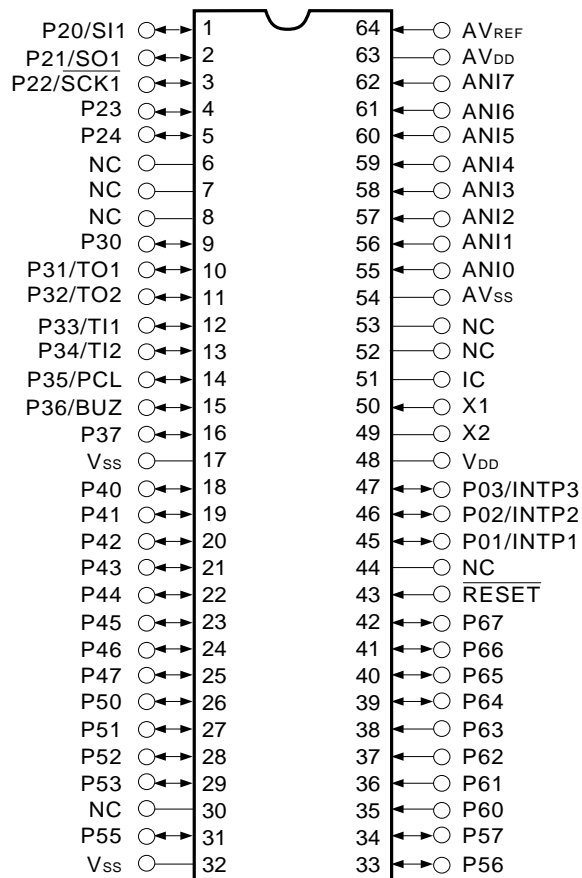 P20/SI1 1 64 AVREF
P21/SO1 2 63 AVDD
P22/SCK1 3 62 ANI7
P23 4 61 ANI6
P24 5 60 ANI5
NC 6 59 ANI4
NC 7 58 ANI3
NC 8 57 ANI2
P30 9 56 ANI1
P31/TO1 10 55 ANI0
P32/TO2 11 54 AVSS
P33/TI1 12 53 NC
P34/TI2 13 52 NC
P35/PCL 14 51 IC
P36/BUZ 15 50 X1
P37 16 49 X2
VSS 17 48 VDD
P40 18 47 P03/INTP3
P41 19 46 P02/INTP2
P42 20 45 P01/INTP1
P43 21 44 NC
P44 22 43 RESET
P45 23 42 P67
P46 24 41 P66
P47 25 40 P65
P50 26 39 P64
P51 27 38 P63
P52 28 37 P62
P53 29 36 P61
NC 30 35 P60
P55 31 34 P57
VSS 32 33 P56